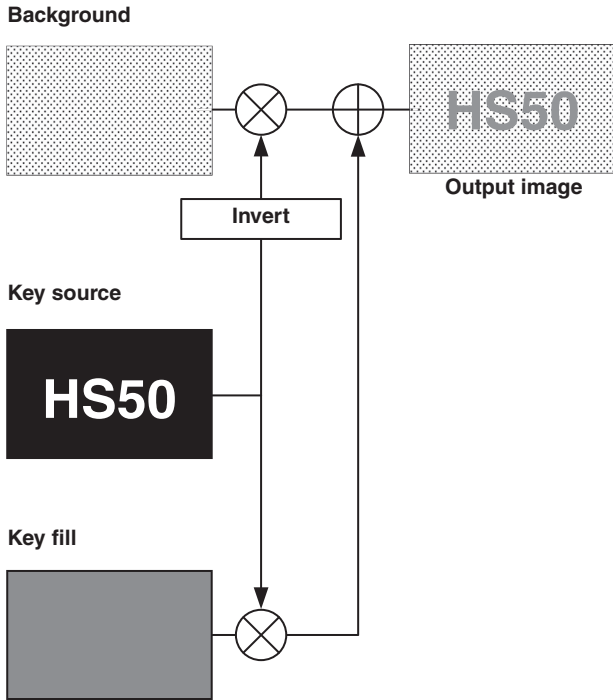 Background
HS50
Output image
Invert
Key source
HS50
Key fill